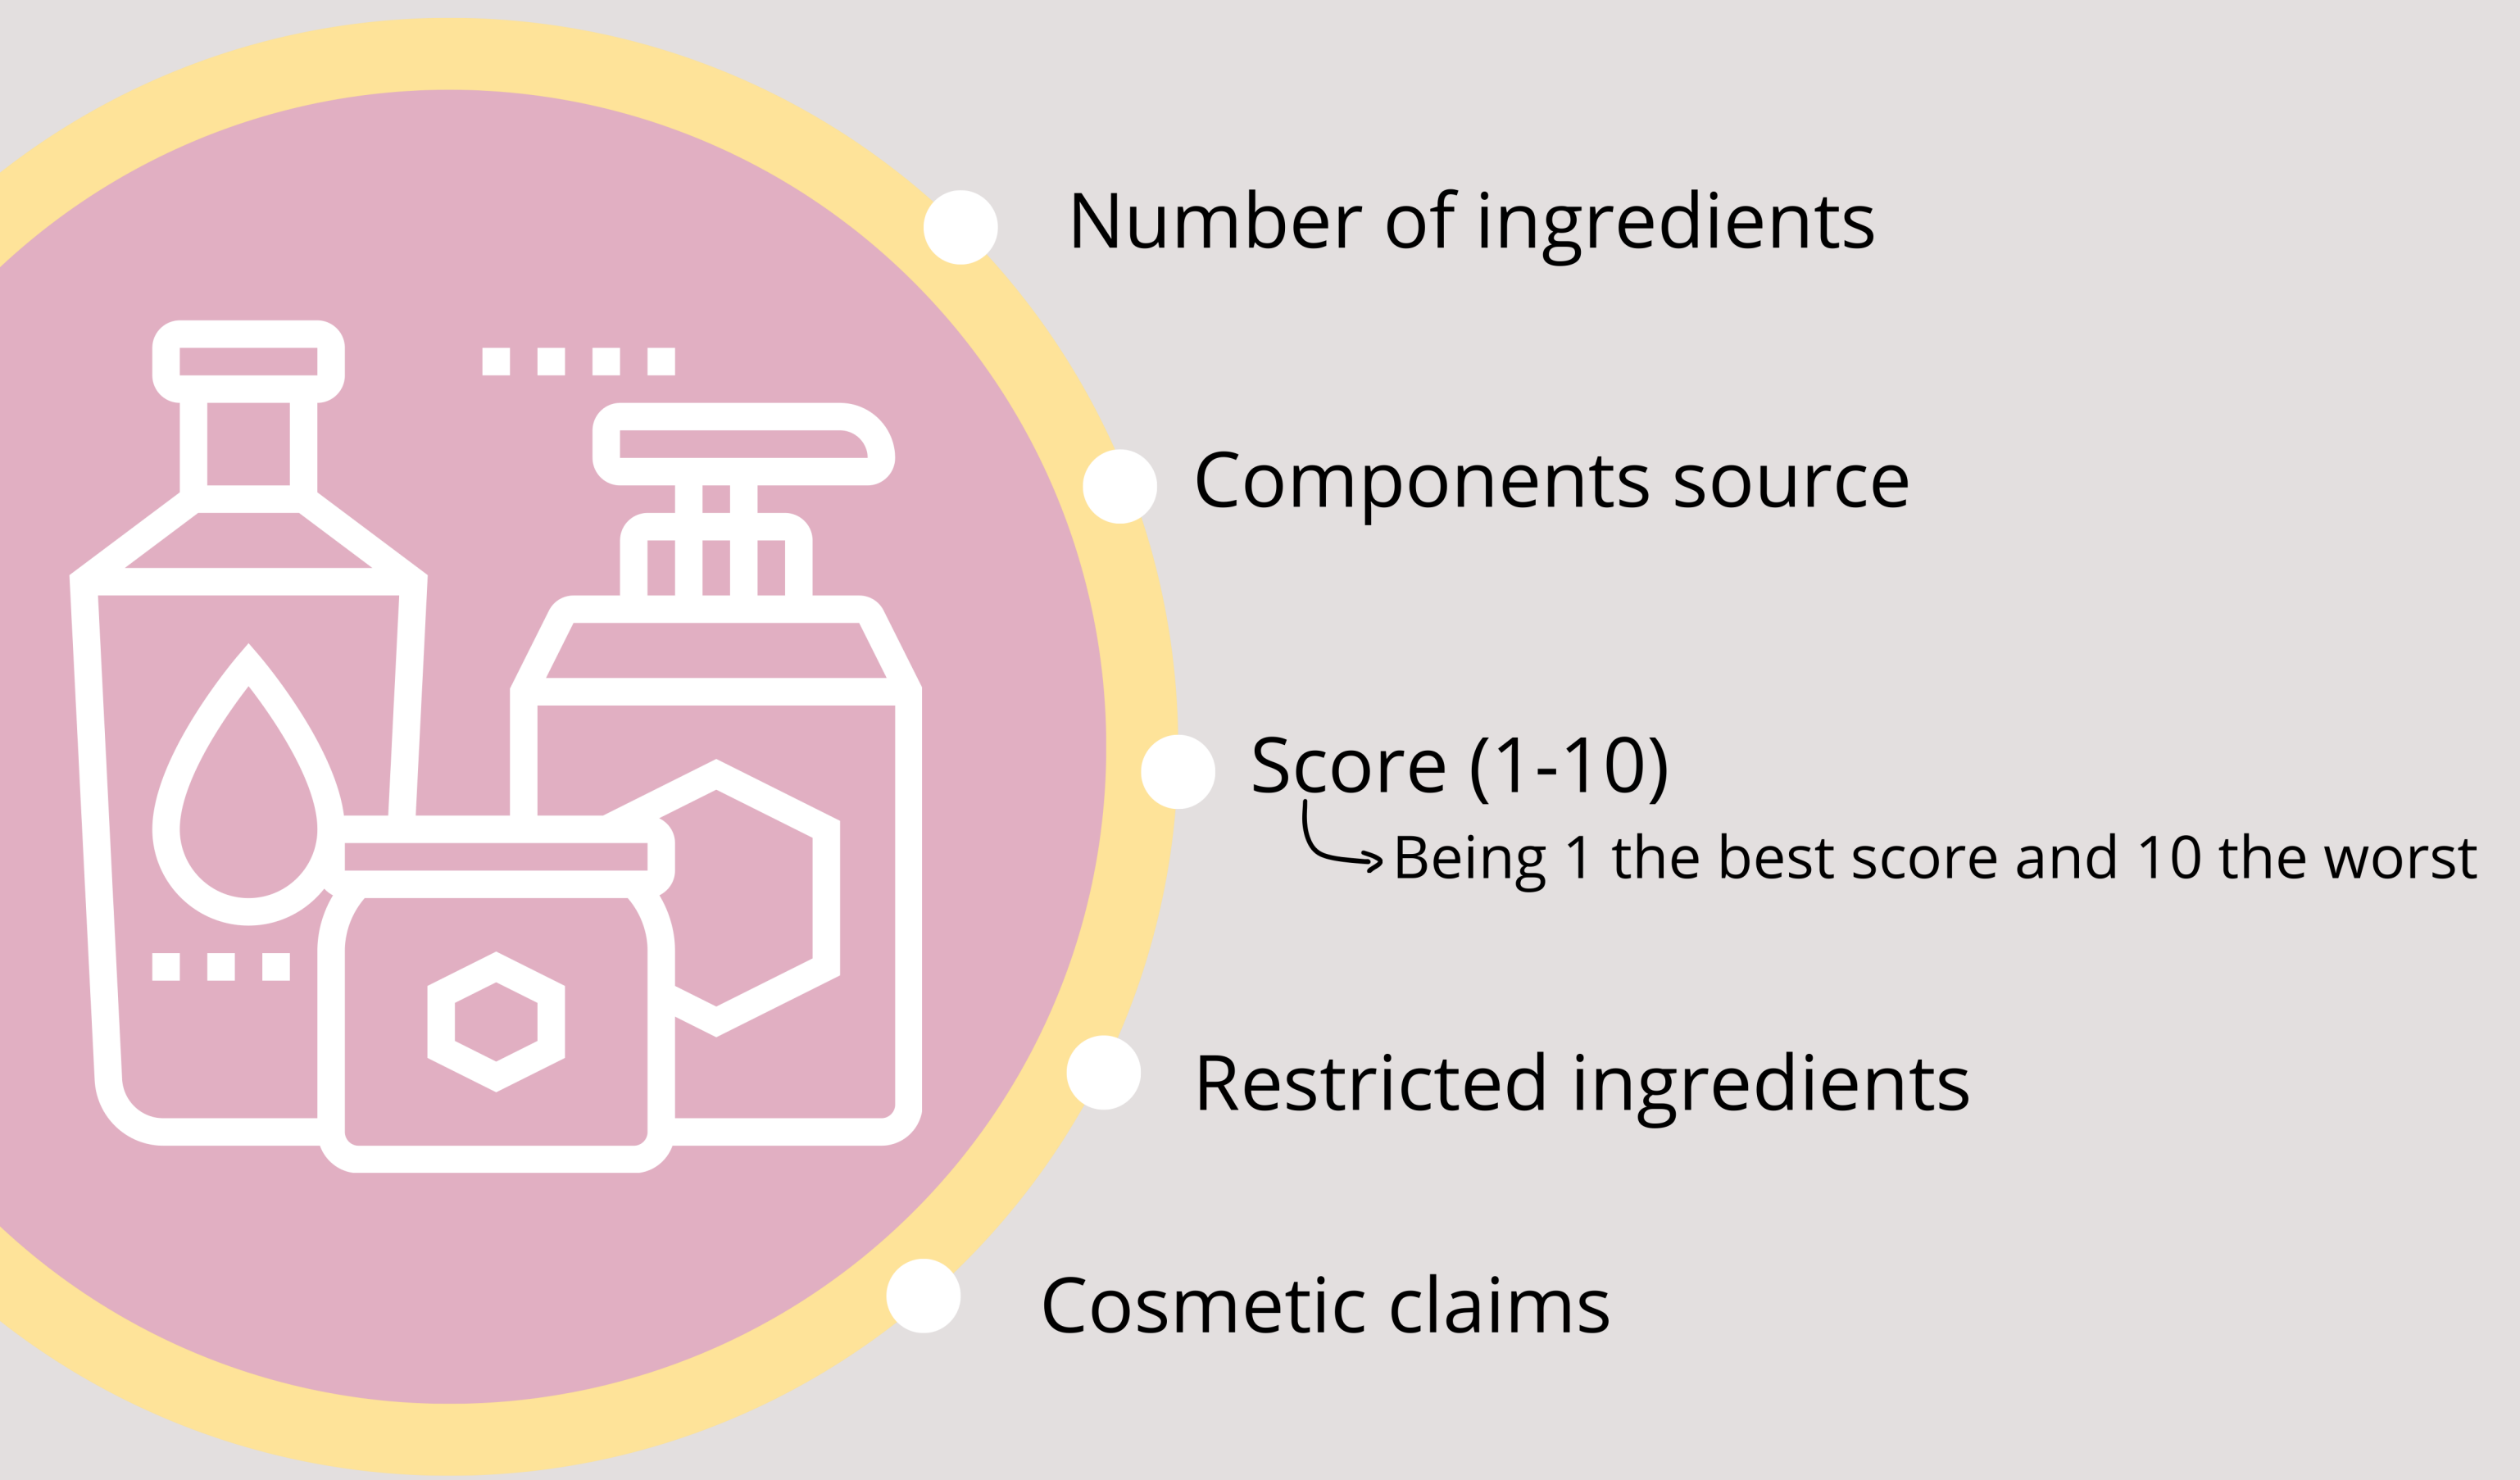 Number of ingredients
Components source
Score (1-10)
Being 1 the best score and 10 the worst
Restricted ingredients
Cosmetic claims